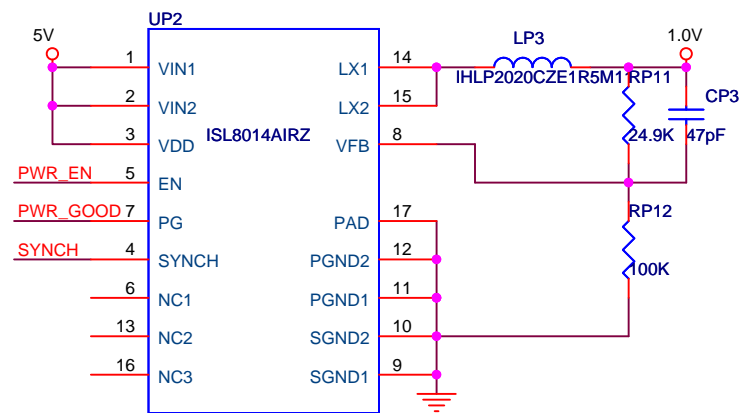 UP2
5V
LP3
1.0V
1 VIN1 LX1 14
IHLP2020CZE1R5M11
RP11
CP3
2 VIN2 LX2 15
ISL8014AIRZ
24.9K
47pF
3 VDD VFB 8
PWR_EN 5 EN
PWR_GOOD 7 PG PAD 17
RP12
SYNCH 4 SYNCH PGND2 12
100K
6 NC1 PGND1 11
13 NC2 SGND2 10
16 NC3 SGND1 9